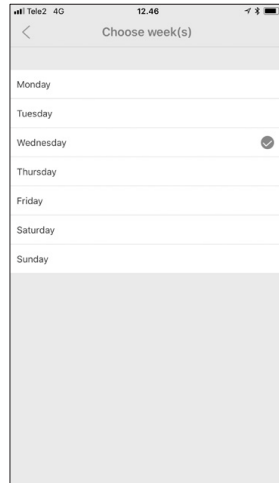 Tele2 4G 12.46
Choose week(s)
Monday
Tuesday
Wednesday
Thursday
Friday
Saturday
Sunday